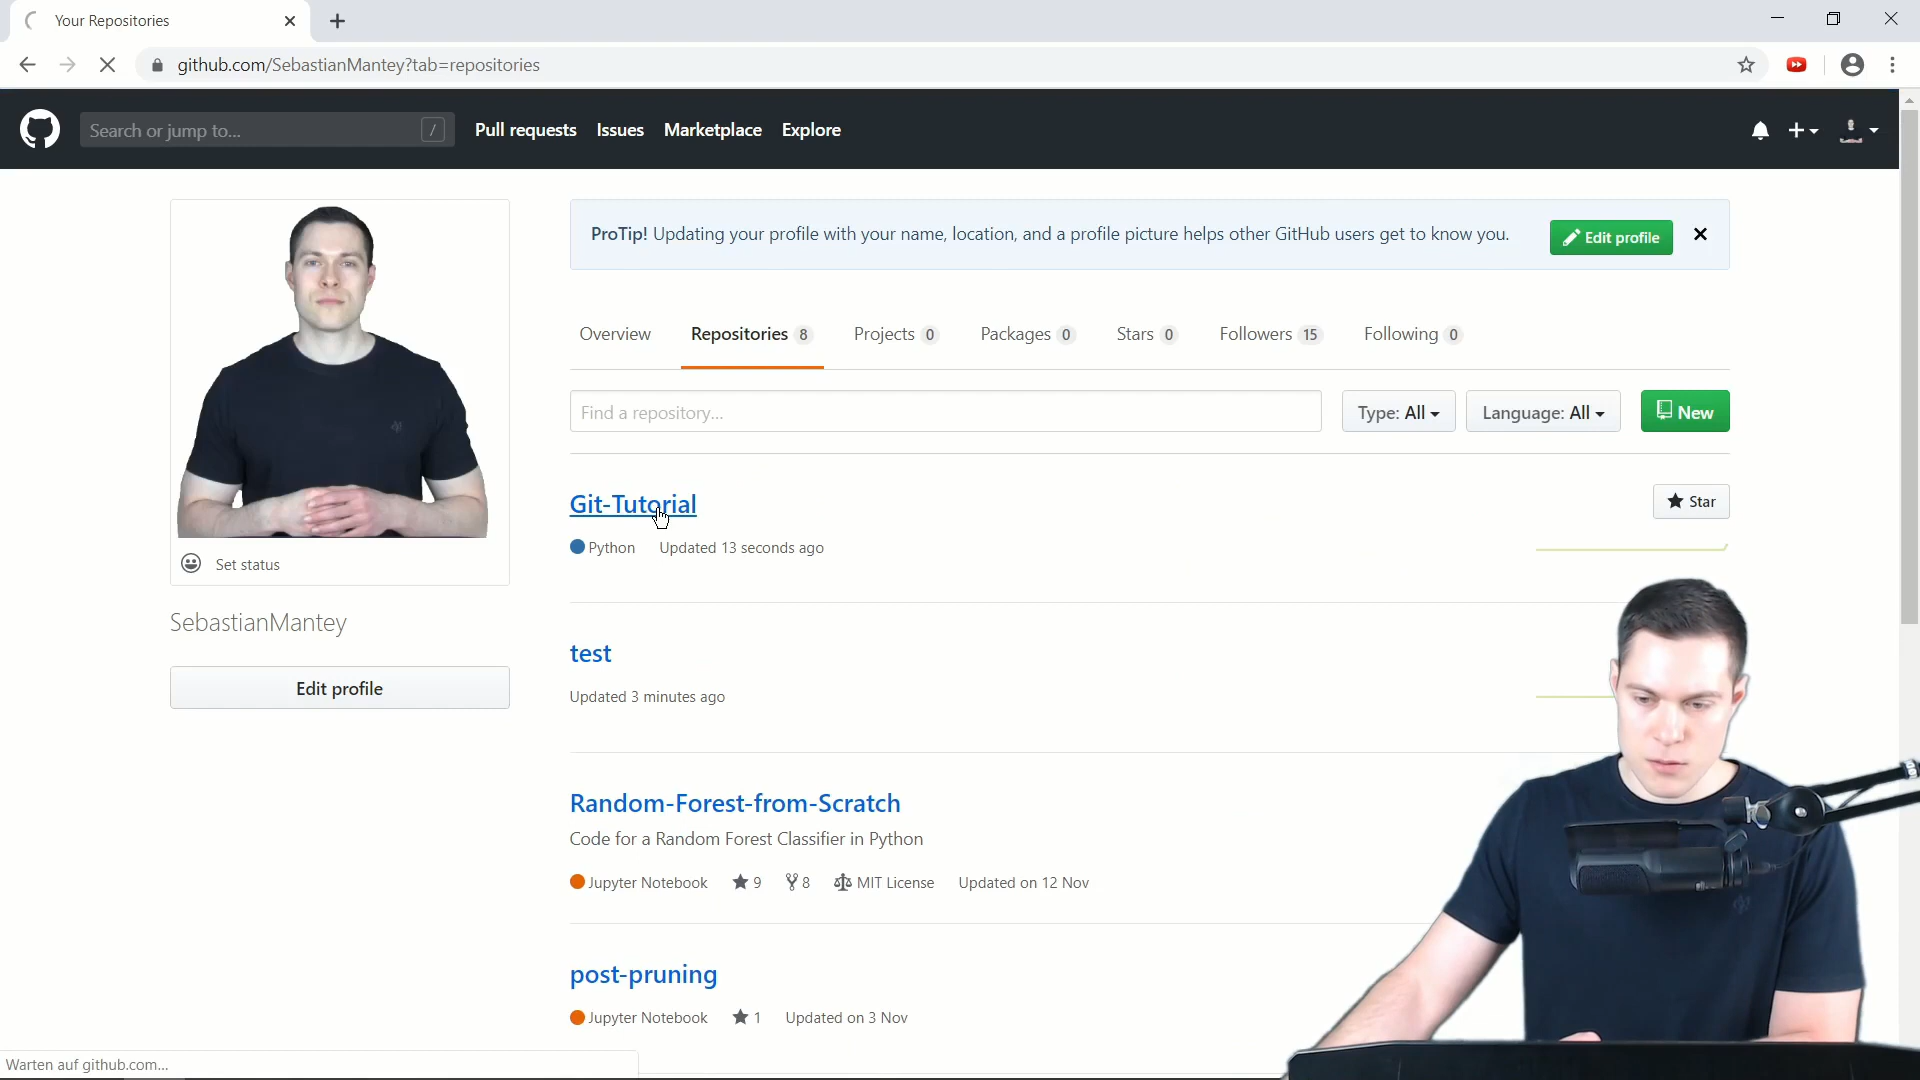 Your Repositories
github.com/SebastianMantey?tab=repositories
Search or jump to... /
Pull requests Issues Marketplace Explore
ProTip! Updating your profile with your name, location, and a profile picture helps other GitHub users get to know you.
Edit profile
Overview Repositories 8 Projects 0 Packages 0 Stars 0 Followers 15 Following 0
Find a repository...
Type: All
Language: All
New
Git-Tutorial
Star
Python Updated 13 seconds ago
Set status
SebastianMantey
Edit profile
test
Updated 3 minutes ago
Random-Forest-from-Scratch
Code for a Random Forest Classifier in Python
Jupyter Notebook 9 8 MIT License Updated on 12 Nov
post-pruning
Jupyter Notebook 1 Updated on 3 Nov
Warten auf github.com...